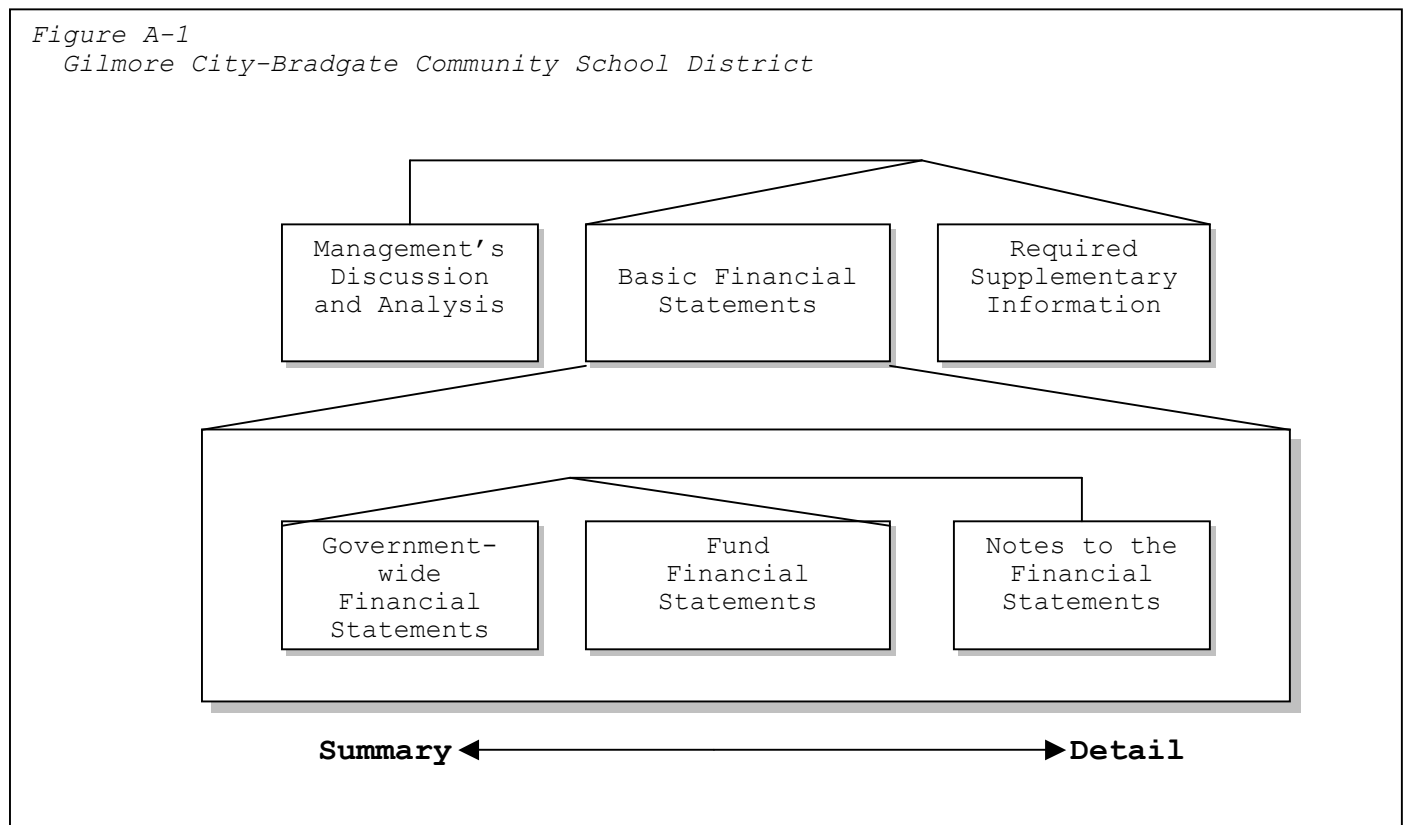 Figure A-1
Gilmore City-Bradgate Community School District
Management’s
Discussion
and Analysis
Basic Financial
Statements
Required
Supplementary
Information
Government-
wide
Financial
Statements
Fund
Financial
Statements
Notes to the
Financial
Statements
Summary Detail